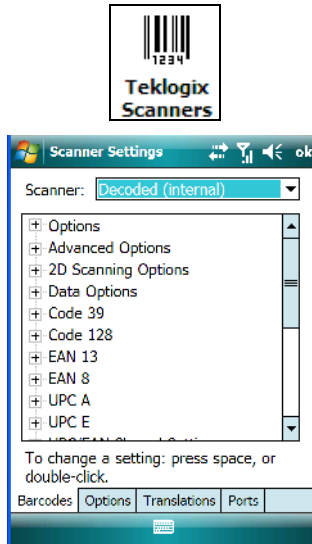 1234
Teklogix
Scanners
Scanner Settings ok
Scanner: Decoded (internal)
Options
Advanced Options
2D Scanning Options
Data Options
Code 39
Code 128
EAN 13
EAN 8
UPC A
UPC E
To change a setting: press space, or
double-click.
Barcodes Options Translations Ports